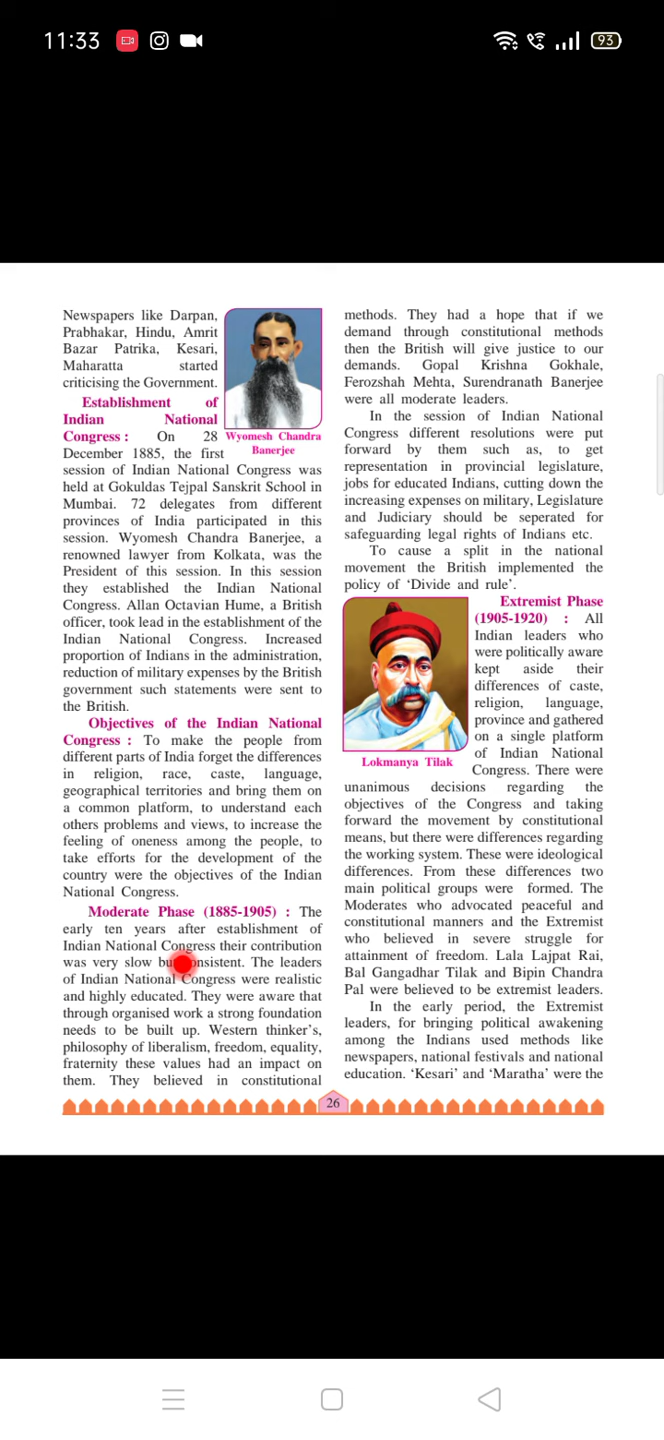 11:33
93
Newspapers like Darpan,
Prabhakar, Hindu, Amrit
Bazar Patrika, Kesari,
Maharatta started
criticising the Government.
Establishment of
Indian National
Congress : On 28
December 1885, the first
Wyomesh Chandra
Banerjee
session of Indian National Congress was
held at Gokuldas Tejpal Sanskrit School in
Mumbai. 72 delegates from different
provinces of India participated in this
session. Wyomesh Chandra Banerjee, a
renowned lawyer from Kolkata, was the
President of this session. In this session
they established the Indian National
Congress. Allan Octavian Hume, a British
officer, took lead in the establishment of the
Indian National Congress. Increased
proportion of Indians in the administration,
reduction of military expenses by the British
government such statements were sent to
the British.
Objectives of the Indian National
Congress : To make the people from
different parts of India forget the differences
in religion, race, caste, language,
geographical territories and bring them on
a common platform, to understand each
others problems and views, to increase the
feeling of oneness among the people, to
take efforts for the development of the
country were the objectives of the Indian
National Congress.
Moderate Phase (1885-1905) : The
early ten years after establishment of
Indian National Congress their contribution
was very slow consistent. The leaders
of Indian National Congress were realistic
and highly educated. They were aware that
through organised work a strong foundation
needs to be built up. Western thinker's,
philosophy of liberalism, freedom, equality,
fraternity these values had an impact on
them. They believed in constitutional
methods. They had a hope that if we
demand through constitutional methods
then the British will give justice to our
demands. Gopal Krishna Gokhale,
Ferozshah Mehta, Surendranath Banerjee
were all moderate leaders.
In the session of Indian National
Congress different resolutions were put
forward by them such as, to get
representation in provincial legislature,
jobs for educated Indians, cutting down the
increasing expenses on military, Legislature
and Judiciary should be seperated for
safeguarding legal rights of Indians etc.
To cause a split in the national
movement the British implemented the
policy of 'Divide and rule'.
Extremist Phase
(1905-1920) : All
Indian leaders who
were politically aware
kept aside their
differences of caste,
religion, language,
province and gathered
on a single platform
of Indian National
Congress. There were
Lokmanya Tilak
unanimous decisions regarding the
objectives of the Congress and taking
forward the movement by constitutional
means, but there were differences regarding
the working system. These were ideological
differences. From these differences two
main political groups were formed. The
Moderates who advocated peaceful and
constitutional manners and the Extremist
who believed in severe struggle for
attainment of freedom. Lala Lajpat Rai,
Bal Gangadhar Tilak and Bipin Chandra
Pal were believed to be extremist leaders.
In the early period, the Extremist
leaders, for bringing political awakening
among the Indians used methods like
newspapers, national festivals and national
education. 'Kesari' and 'Maratha' were the
26